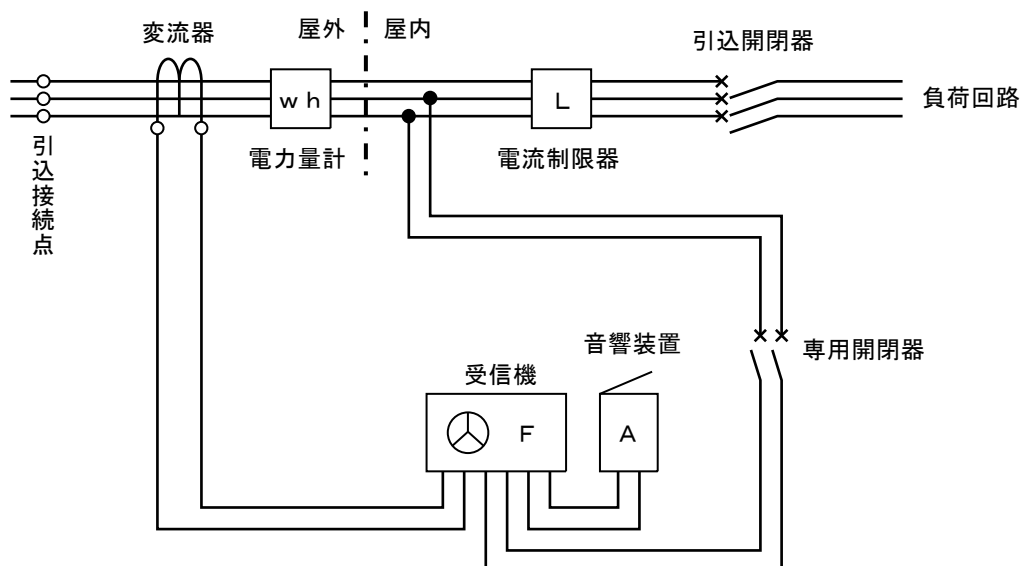 変流器
屋外
屋内
引込開閉器
ｗｈ
Ｌ
負荷回路
引込接続点
電力量計
電流制限器
音響装置
専用開閉器
受信機
Ｆ
Ａ